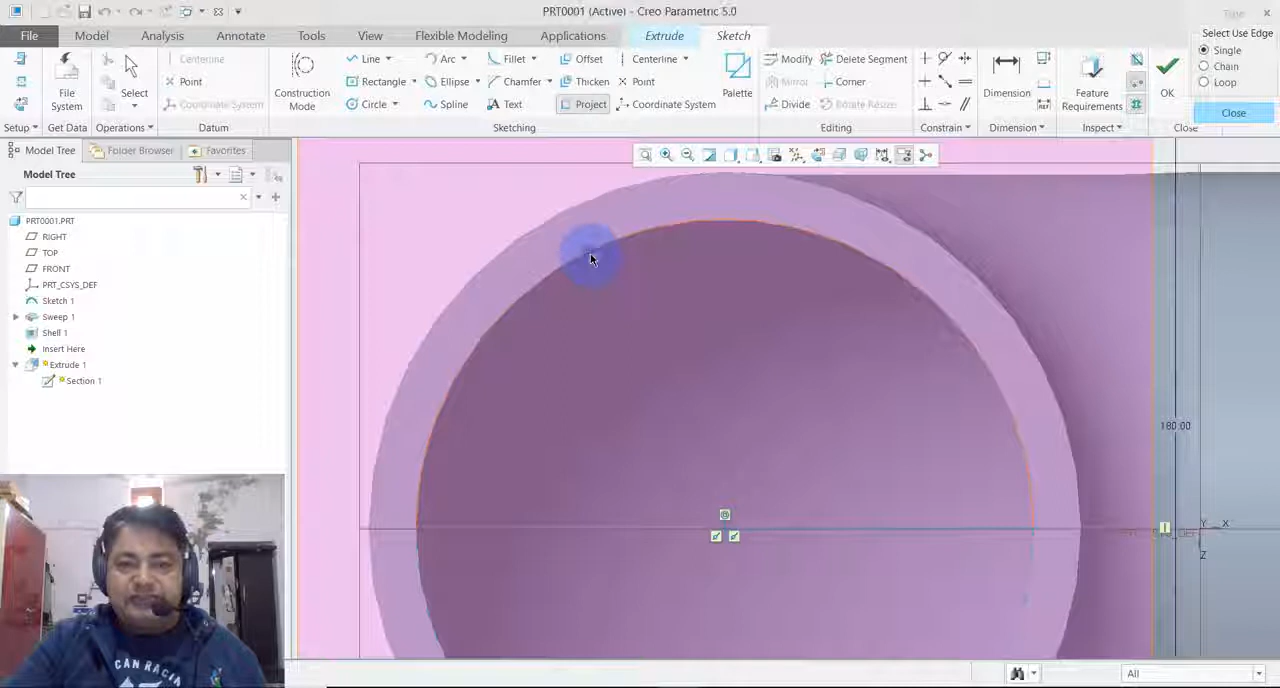 PRT0001 (Active) - Creo Parametric 5.0
File Model Analysis Annotate Tools View Flexible Modeling Applications Extrude Sketch
Select Use Edge
Single
Chain
Loop
Close
File System
Select
Centerline
Point
Coordinate System
Construction Mode
Line Arc Fillet Offset Centerline
Rectangle Ellipse Chamfer Thicken Point
Circle Spline Text Project Coordinate System
Palette
Modify Delete Segment
Mirror Corner
Divide Rotate Resize
Dimension
Feature Requirements
OK
Setup Get Data Operations Datum Sketching Editing Constrain Dimension Inspect Close
Model Tree Folder Browser Favorites
Model Tree
PRT0001.PRT
RIGHT
TOP
FRONT
PRT_CSYS_DEF
Sketch 1
Sweep 1
Shell 1
Insert Here
Extrude 1
Section 1
180.00
Y X
Z
CAN RACIN
All